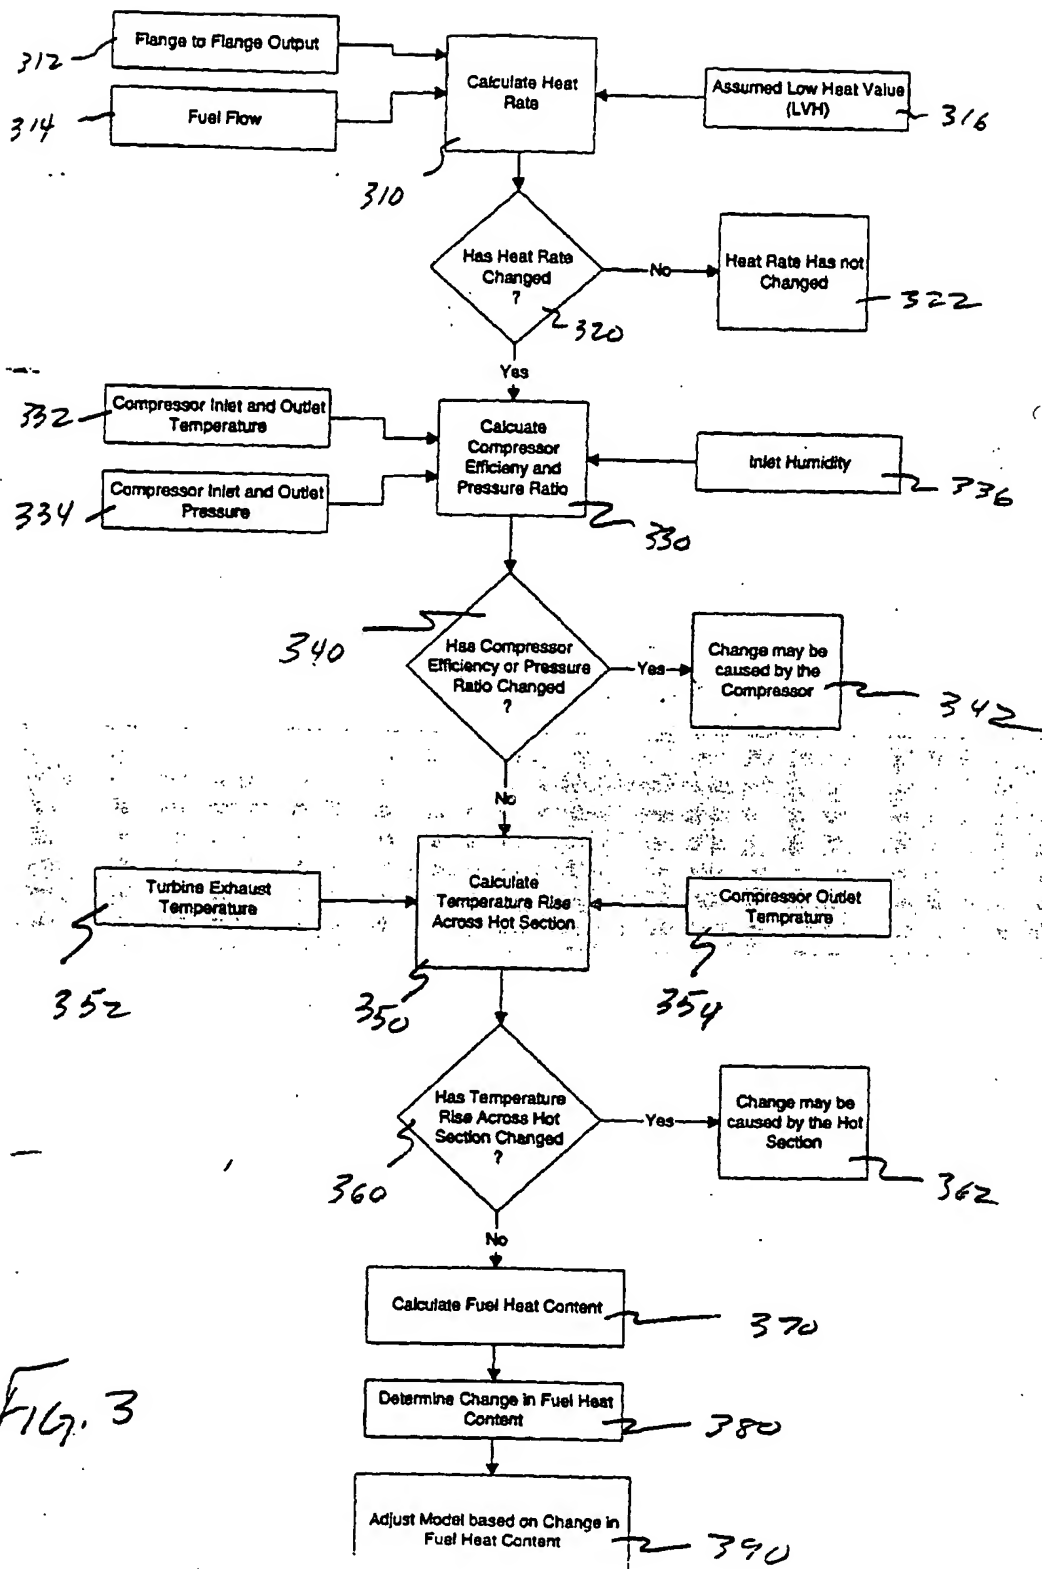 Flange to Flange Output
312
Fuel Flow
314
Calculate Heat
Rate
310
Assumed Low Heat Value
(LVH)
316
Has Heat Rate
Changed
?
320
No
Heat Rate Has not
Changed
322
Yes
Compressor Inlet and Outlet
Temperature
332
Compressor Inlet and Outlet
Pressure
334
Calcuate
Compressor
Efficieny and
Pressure Ratio
330
Inlet Humidity
336
Has Compressor
Efficiency or Pressure
Ratio Changed
?
340
Yes
Change may be
caused by the
Compressor
342
No
Turbine Exhaust
Temperature
352
Calculate
Temperature Rise
Across Hot Section
350
Compressor Outlet
Temprature
354
Has Temperature
Rise Across Hot
Section Changed
?
360
Yes
Change may be
caused by the Hot
Section
362
No
Calculate Fuel Heat Content
370
Determine Change in Fuel Heat
Content
380
Adjust Model based on Change in
Fuel Heat Content
390
FIG. 3